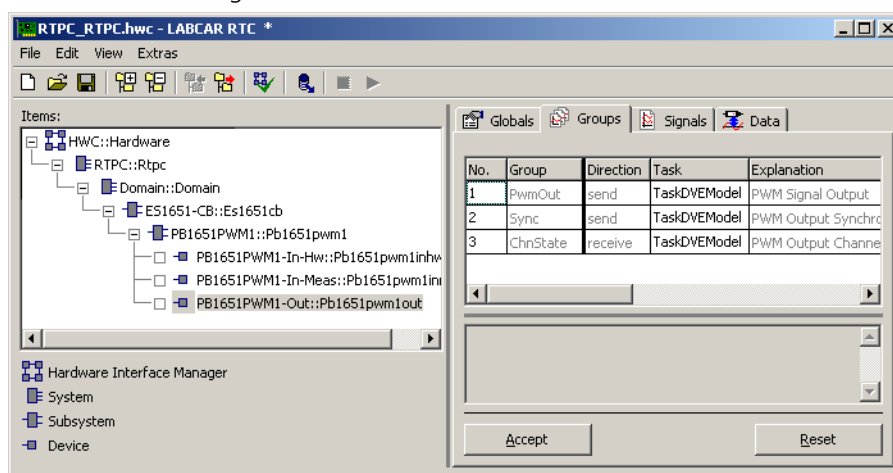 RTPC_RTPC.hwc - LABCAR RTC *
File Edit View Extras
Items:
HWC::Hardware
RTPC::Rtpc
Domain::Domain
ES1651-CB::Es1651cb
PB1651PWM1::Pb1651pwm1
PB1651PWM1-In-Hw::Pb1651pwm1inhw
PB1651PWM1-In-Meas::Pb1651pwm1in
PB1651PWM1-Out::Pb1651pwm1out
Hardware Interface Manager
System
Subsystem
Device
Globals Groups Signals Data
No. Group Direction Task Explanation
1 PwmOut send TaskDVEModel PWM Signal Output
2 Sync send TaskDVEModel PWM Output Synchro
3 ChnState receive TaskDVEModel PWM Output Channe
Accept Reset